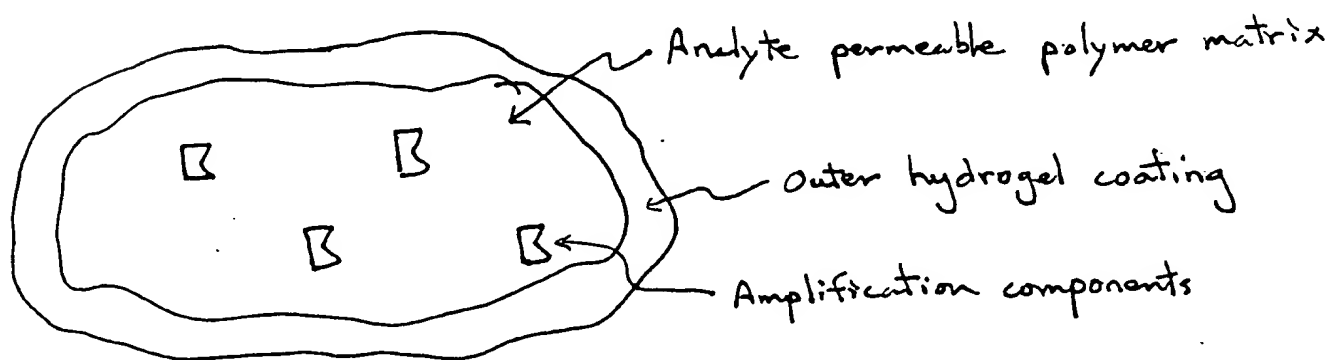 Analyte permeable polymer matrix
Outer hydrogel coating
Amplification components